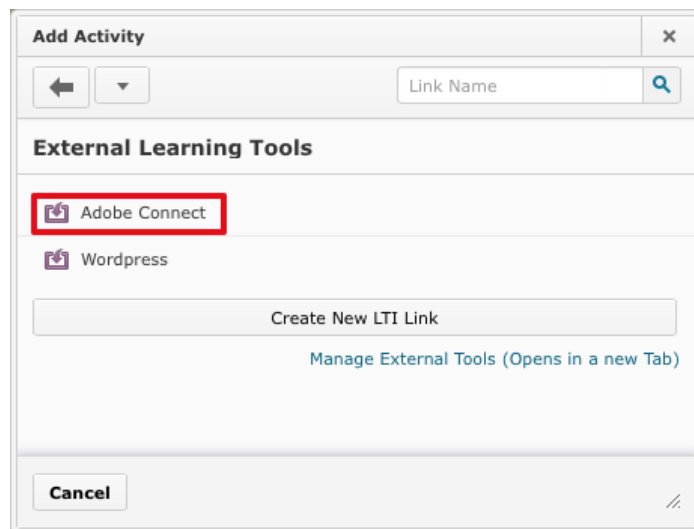 Add Activity
Link Name
External Learning Tools
Adobe Connect
Wordpress
Create New LTI Link
Manage External Tools (Opens in a new Tab)
Cancel